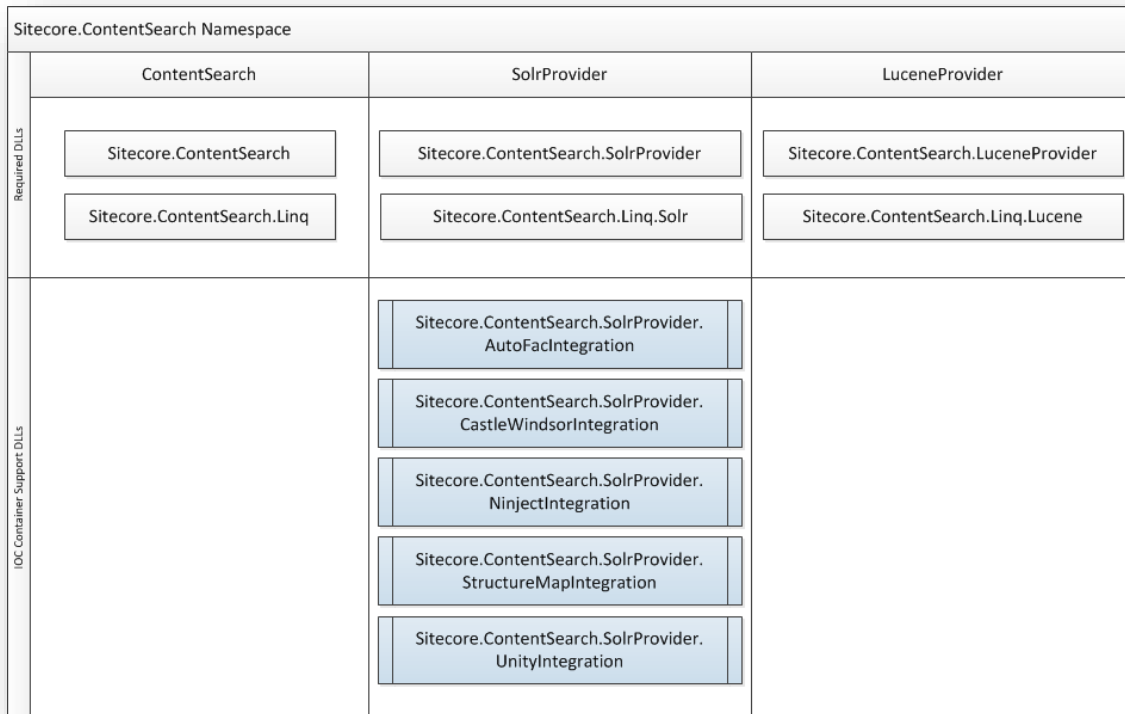 Sitecore.ContentSearch Namespace
ContentSearch
SolrProvider
LuceneProvider
Required DLLs
Sitecore.ContentSearch
Sitecore.ContentSearch.SolrProvider
Sitecore.ContentSearch.LuceneProvider
Sitecore.ContentSearch.Linq
Sitecore.ContentSearch.Linq.Solr
Sitecore.ContentSearch.Linq.Lucene
IOC Container Support DLLs
Sitecore.ContentSearch.SolrProvider.
AutoFacIntegration
Sitecore.ContentSearch.SolrProvider.
CastleWindsorIntegration
Sitecore.ContentSearch.SolrProvider.
NinjectIntegration
Sitecore.ContentSearch.SolrProvider.
StructureMapIntegration
Sitecore.ContentSearch.SolrProvider.
UnityIntegration